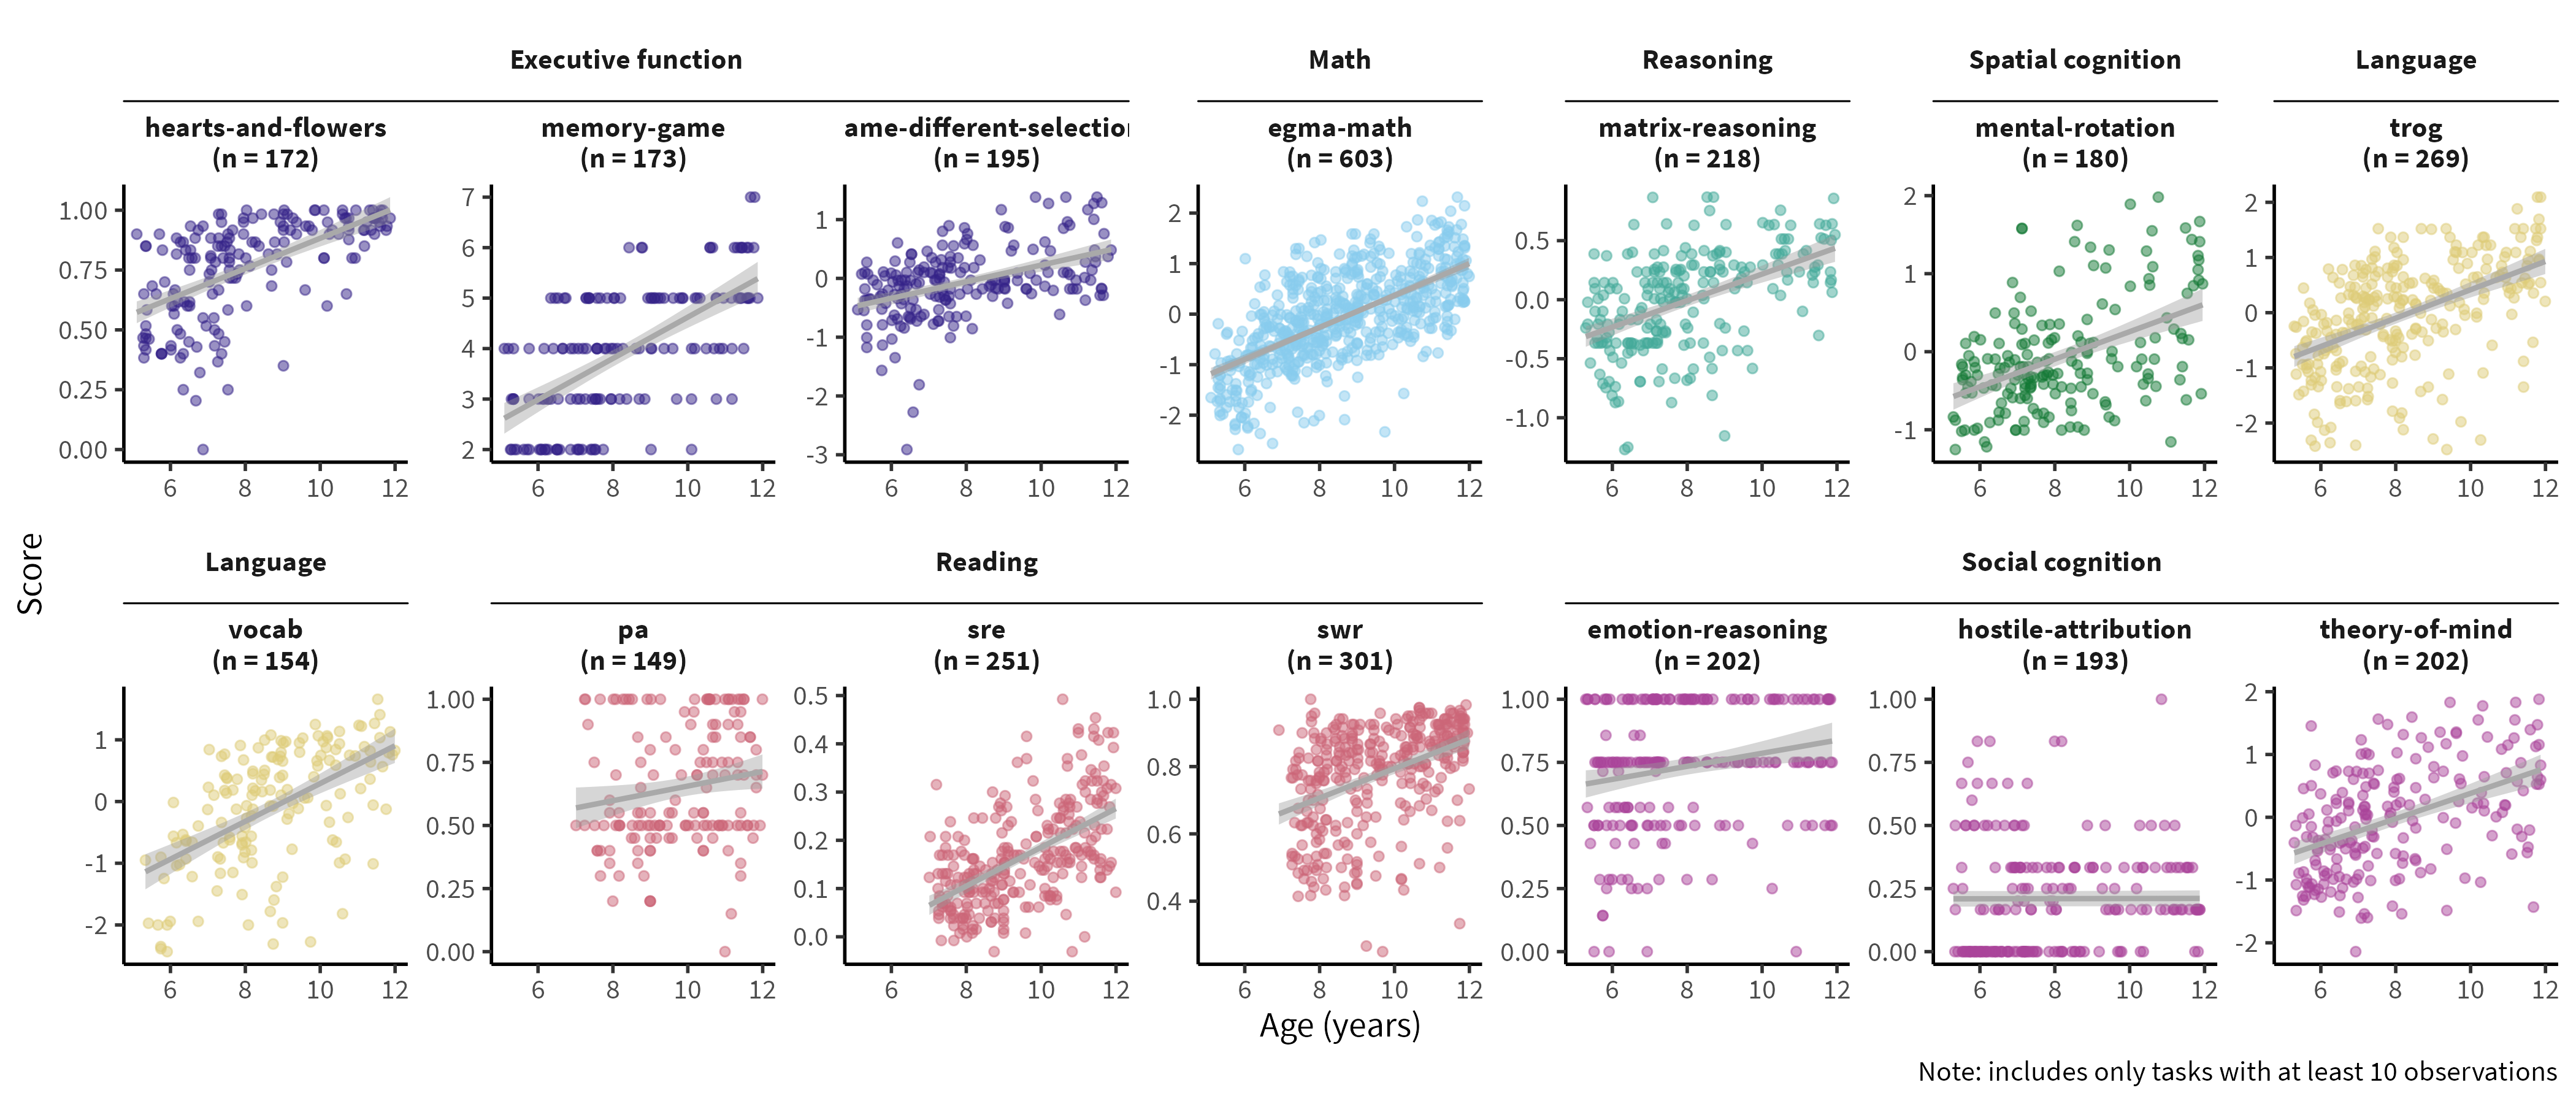 Executive function
Math
Reasoning
Spatial cognition
Language
hearts-and-flowers
(n = 172)
memory-game
(n = 173)
ame-different-selection
(n = 195)
egma-math
(n = 603)
matrix-reasoning
(n = 218)
mental-rotation
(n = 180)
trog
(n = 269)
1.00
0.75
0.50
0.25
0.00
6 8 10 12
7
6
5
4
3
2
6 8 10 12
1
0
-1
-2
-3
6 8 10 12
2
1
0
-1
-2
6 8 10 12
0.5
0.0
-0.5
-1.0
6 8 10 12
2
1
0
-1
6 8 10 12
2
1
0
-1
-2
6 8 10 12
Score
Language
Reading
Social cognition
vocab
(n = 154)
pa
(n = 149)
sre
(n = 251)
swr
(n = 301)
emotion-reasoning
(n = 202)
hostile-attribution
(n = 193)
theory-of-mind
(n = 202)
1
0
-1
-2
6 8 10 12
1.00
0.75
0.50
0.25
0.00
6 8 10 12
0.5
0.4
0.3
0.2
0.1
0.0
6 8 10 12
1.0
0.8
0.6
0.4
6 8 10 12
1.00
0.75
0.50
0.25
0.00
6 8 10 12
1.00
0.75
0.50
0.25
0.00
6 8 10 12
2
1
0
-1
-2
6 8 10 12
Age (years)
Note: includes only tasks with at least 10 observations